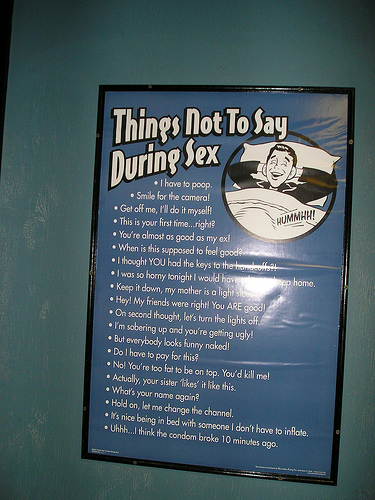 Things Not To Say
During Sex
HUMMHH!
• I have to poop.
• Smile for the camera!
• Get off me, I'll do it myself!
• This is your first time...right?
• You're almost as good as my ex!
• When is this supposed to feel good?
• I thought YOU had the keys to the handcuffs?!
• I was so horny tonight I would have home.
• Keep it down, my mother is a light
• Hey! My friends were right! You ARE good!
• On second thought, let's turn the lights off.
• I'm sobering up and you're getting ugly!
• But everybody looks funny naked!
• Do I have to pay for this?
• No! You're too fat to be on top. You'd kill me!
• Actually, your sister 'likes' it like this.
• What's your name again?
• Hold on, let me change the channel.
• It's nice being in bed with someone I don't have to inflate.
• Uhhh...I think the condom broke 10 minutes ago.